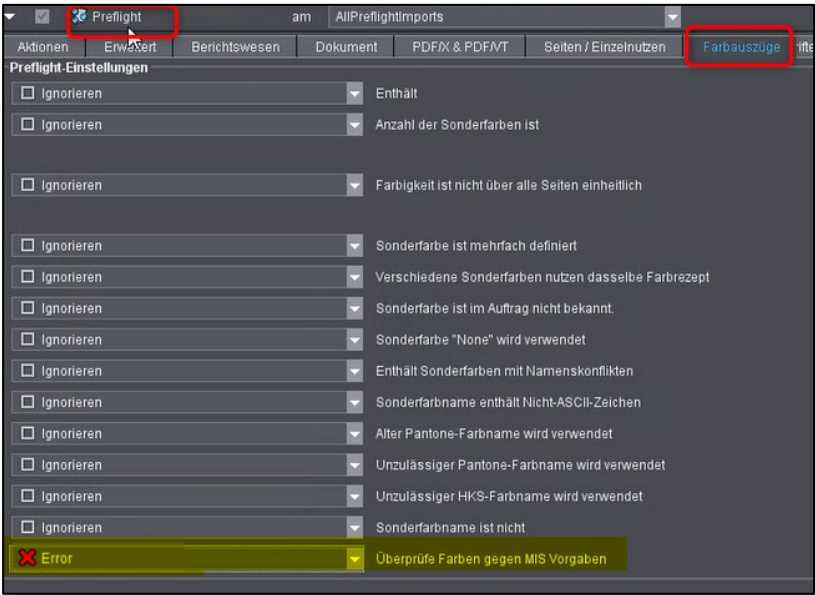 Preflight am AllPreflightImports
Aktionen Erweitert Berichtswesen Dokument PDF/X & PDF/VT Seiten / Einzelnutzen Farbauszüge
Preflight-Einstellungen
Ignorieren Enthält
Ignorieren Anzahl der Sonderfarben ist
Ignorieren Farbigkeit ist nicht über alle Seiten einheitlich
Ignorieren Sonderfarbe ist mehrfach definiert
Ignorieren Verschiedene Sonderfarben nutzen dasselbe Farbrezept
Ignorieren Sonderfarbe ist im Auftrag nicht bekannt.
Ignorieren Sonderfarbe "None" wird verwendet
Ignorieren Enthält Sonderfarben mit Namenskonflikten
Ignorieren Sonderfarbname enthält Nicht-ASCII-Zeichen
Ignorieren Alter Pantone-Farbname wird verwendet
Ignorieren Unzulässiger Pantone-Farbname wird verwendet
Ignorieren Unzulässiger HKS-Farbname wird verwendet
Ignorieren Sonderfarbname ist nicht
Error Überprüfe Farben gegen MIS Vorgaben